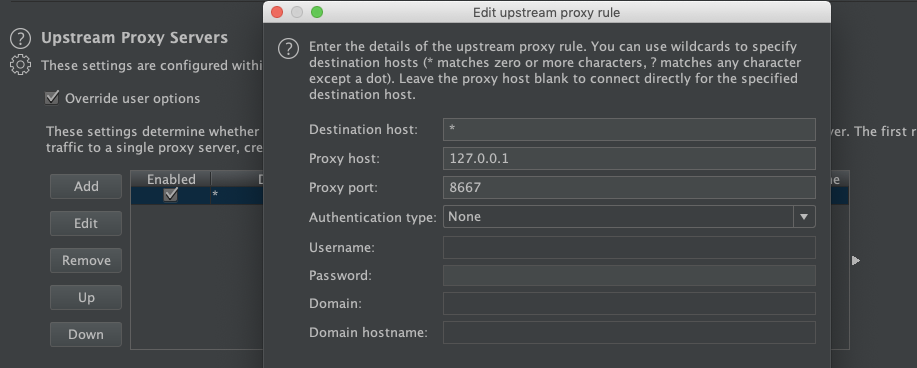 Edit upstream proxy rule
? Upstream Proxy Servers
These settings are configured withi
Override user options
These settings determine whether
traffic to a single proxy server, cre
ver. The first r
Add
Edit
Remove
Up
Down
Enabled
D
me
*
? Enter the details of the upstream proxy rule. You can use wildcards to specify
destination hosts (* matches zero or more characters, ? matches any character
except a dot). Leave the proxy host blank to connect directly for the specified
destination host.
Destination host: *
Proxy host: 127.0.0.1
Proxy port: 8667
Authentication type: None
Username:
Password:
Domain:
Domain hostname: